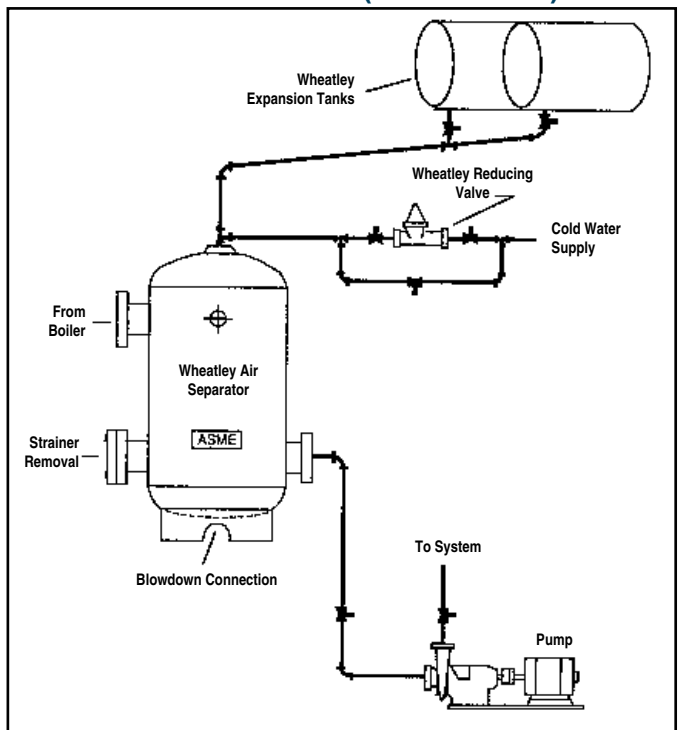 Wheatley
Expansion Tanks
Wheatley Reducing
Valve
Cold Water
Supply
From
Boiler
Wheatley Air
Separator
Strainer
Removal
ASME
Blowdown Connection
To System
Pump